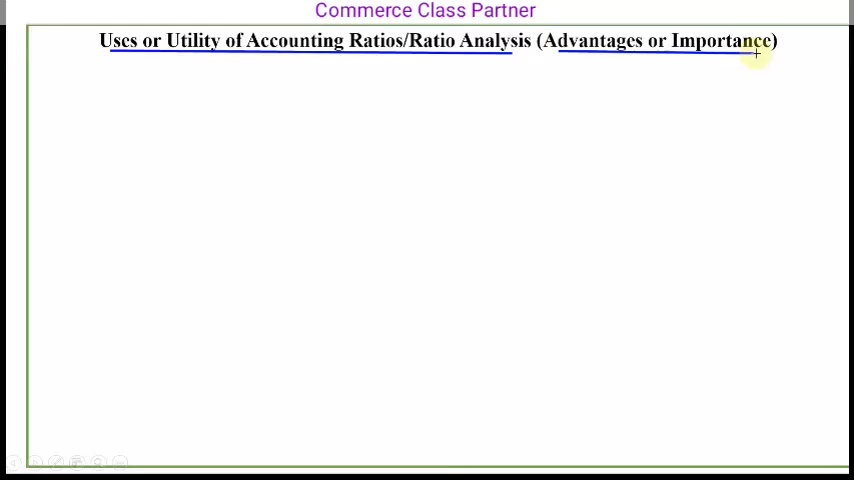 Commerce Class Partner
Uses or Utility of Accounting Ratios/Ratio Analysis (Advantages or Importance)